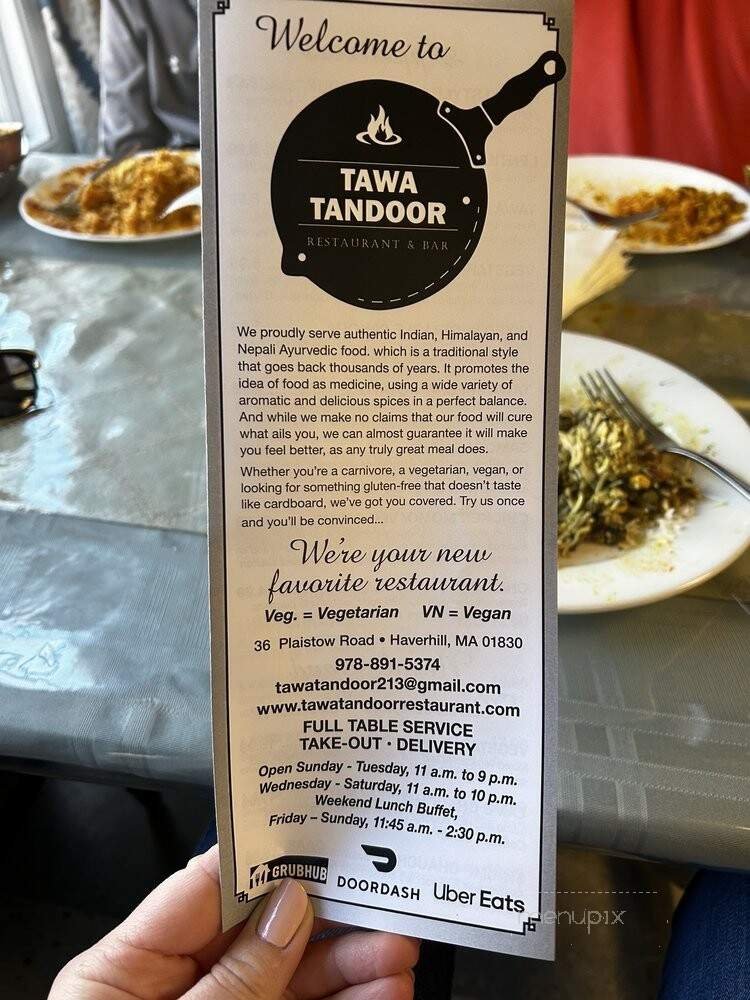 Welcome to
TAWA
TANDOOR
RESTAURANT & BAR
We proudly serve authentic Indian, Himalayan, and
Nepali Ayurvedic food. which is a traditional style
that goes back thousands of years. It promotes the
idea of food as medicine, using a wide variety of
aromatic and delicious spices in a perfect balance.
And while we make no claims that our food will cure
what ails you, we can almost guarantee it will make
you feel better, as any truly great meal does.
Whether you're a carnivore, a vegetarian, vegan, or
looking for something gluten-free that doesn't taste
like cardboard, we've got you covered. Try us once
and you'll be convinced...
We're your new
favorite restaurant.
Veg. = Vegetarian VN = Vegan
36 Plaistow Road • Haverhill, MA 01830
978-891-5374
tawatandoor213@gmail.com
www.tawatandoorrestaurant.com
FULL TABLE SERVICE
TAKE-OUT • DELIVERY
Open Sunday - Tuesday, 11 a.m. to 9 p.m.
Wednesday - Saturday, 11 a.m. to 10 p.m.
Weekend Lunch Buffet,
Friday – Sunday, 11:45 a.m. - 2:30 p.m.
GRUBHUB DOORDASH Uber Eats
menupix